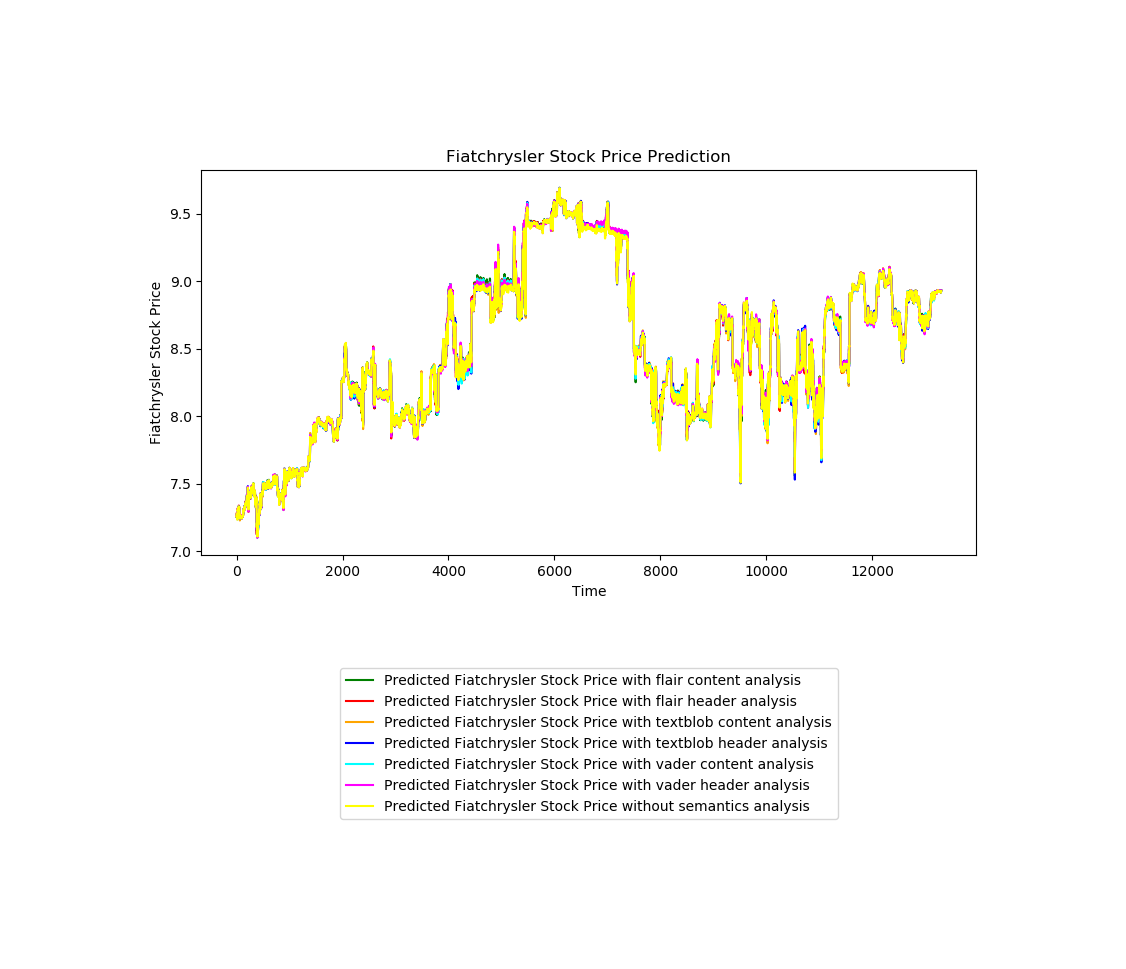 Fiatchrysler Stock Price Prediction
Fiatchrysler Stock Price
9.5
9.0
8.5
8.0
7.5
7.0
0 2000 4000 6000 8000 10000 12000
Time
Predicted Fiatchrysler Stock Price with flair content analysis
Predicted Fiatchrysler Stock Price with flair header analysis
Predicted Fiatchrysler Stock Price with textblob content analysis
Predicted Fiatchrysler Stock Price with textblob header analysis
Predicted Fiatchrysler Stock Price with vader content analysis
Predicted Fiatchrysler Stock Price with vader header analysis
Predicted Fiatchrysler Stock Price without semantics analysis